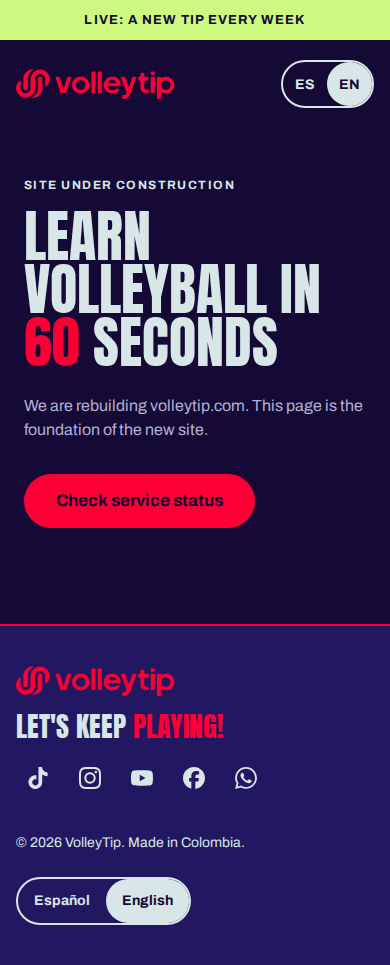 LIVE: A NEW TIP EVERY WEEK
volleytip
ES EN
SITE UNDER CONSTRUCTION
LEARN
VOLLEYBALL IN
60 SECONDS
We are rebuilding volleytip.com. This page is the
foundation of the new site.
Check service status
volleytip
LET'S KEEP PLAYING!
© 2026 VolleyTip. Made in Colombia.
Español English